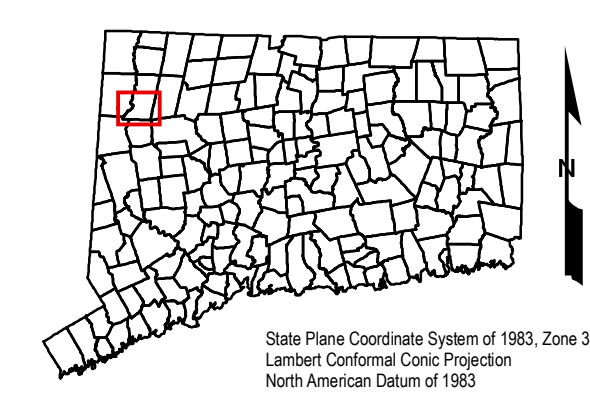 N
State Plane Coordinate System of 1983, Zone 3
Lambert Conformal Conic Projection
North American Datum of 1983